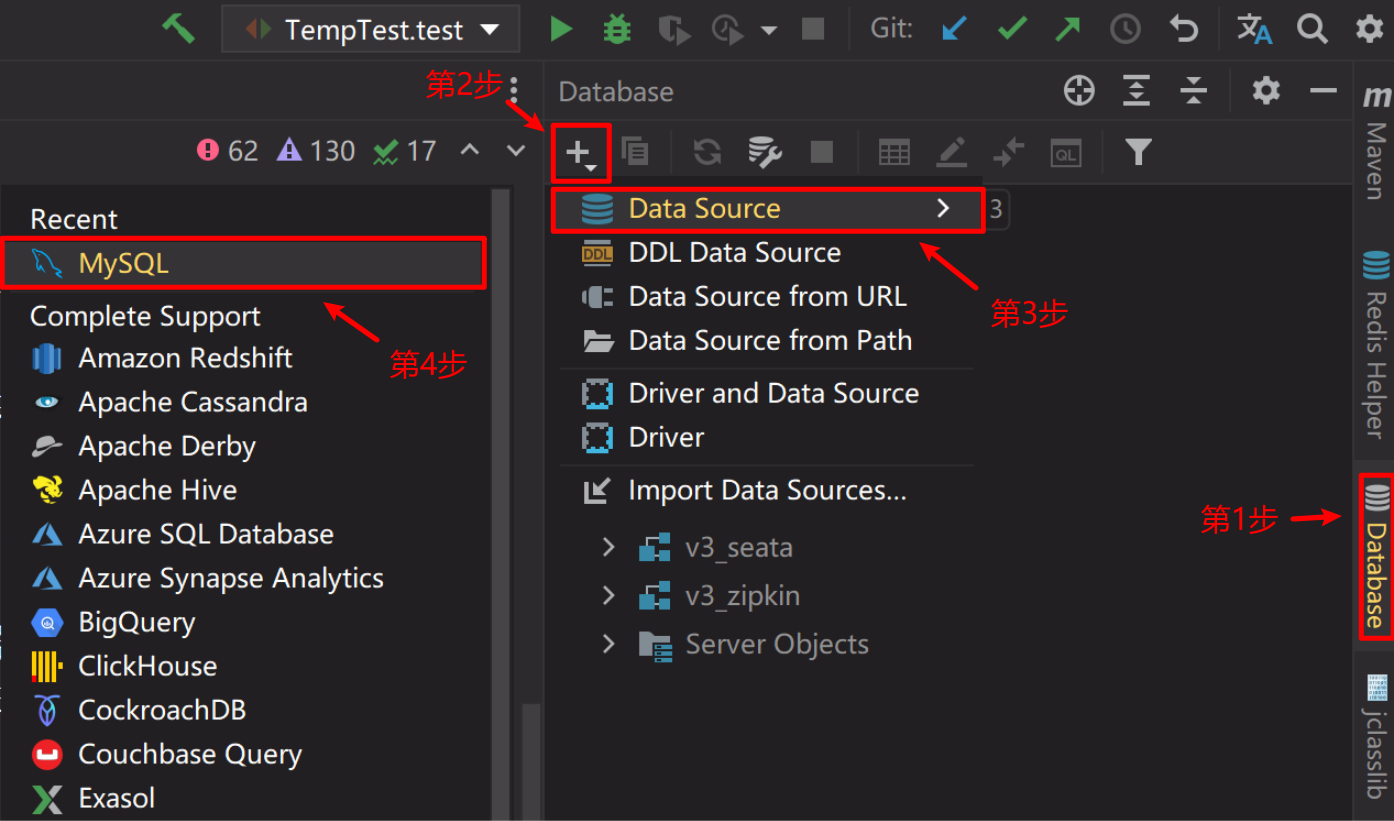 TempTest.test
Git:
第2步
Database
62 130 17
Recent
MySQL
第4步
Complete Support
Amazon Redshift
Apache Cassandra
Apache Derby
Apache Hive
Azure SQL Database
Azure Synapse Analytics
BigQuery
ClickHouse
CockroachDB
Couchbase Query
Exasol
QL
Data Source
3
第3步
DDL
DDL Data Source
Data Source from URL
Data Source from Path
Driver and Data Source
Driver
Import Data Sources...
v3_seata
v3_zipkin
Server Objects
第1步
m
Maven
Redis Helper
Database
jclasslib